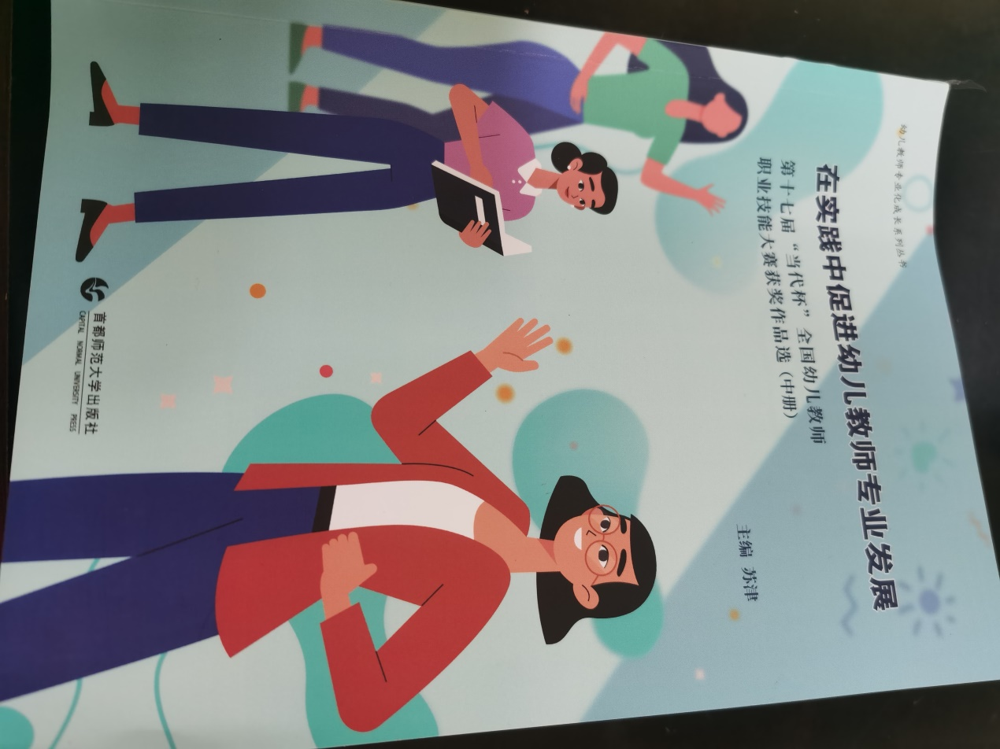 幼儿教师专业化成长系列丛书
在实践中促进幼儿教师专业发展
第十七届“当代杯”全国幼儿教师
职业技能大赛获奖作品选(中册)
主编 苏津
首都师范大学出版社
CAPITAL NORMAL UNIVERSITY PRESS